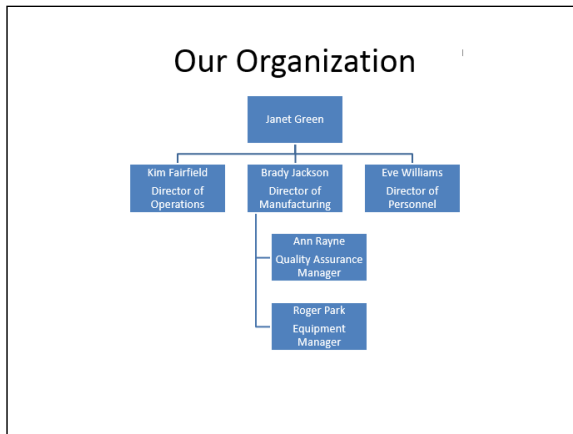 Our Organization
Janet Green
Kim Fairfield
Director of
Operations
Brady Jackson
Director of
Manufacturing
Eve Williams
Director of
Personnel
Ann Rayne
Quality Assurance
Manager
Roger Park
Equipment
Manager